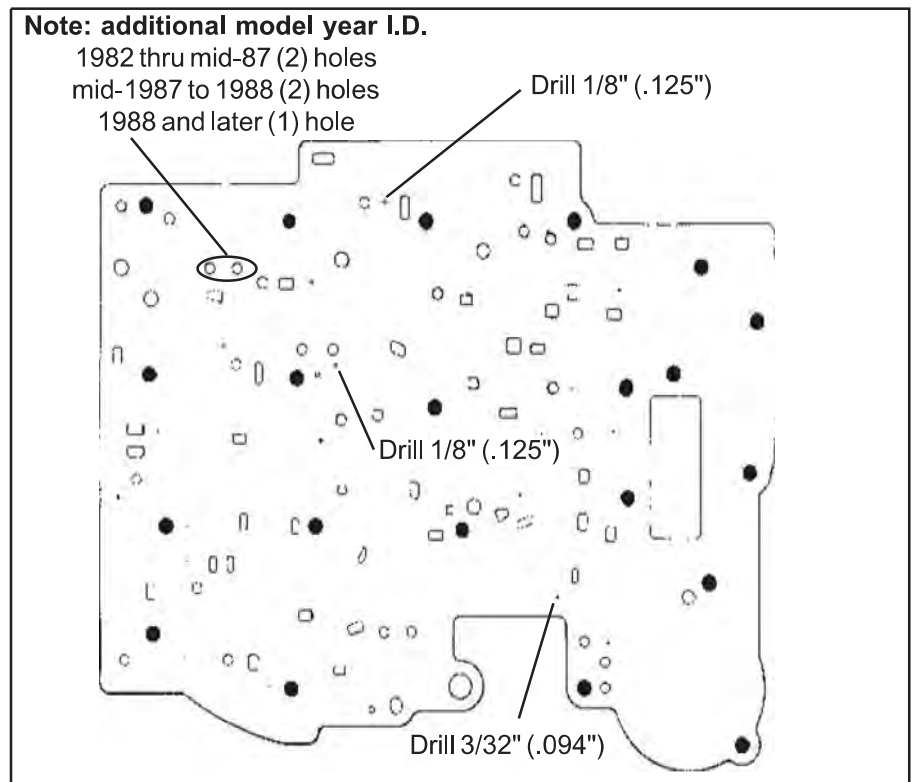 Note: additional model year I.D.
1982 thru mid-87 (2) holes
mid-1987 to 1988 (2) holes
1988 and later (1) hole
Drill 1/8" (.125")
Drill 1/8" (.125")
Drill 3/32" (.094")